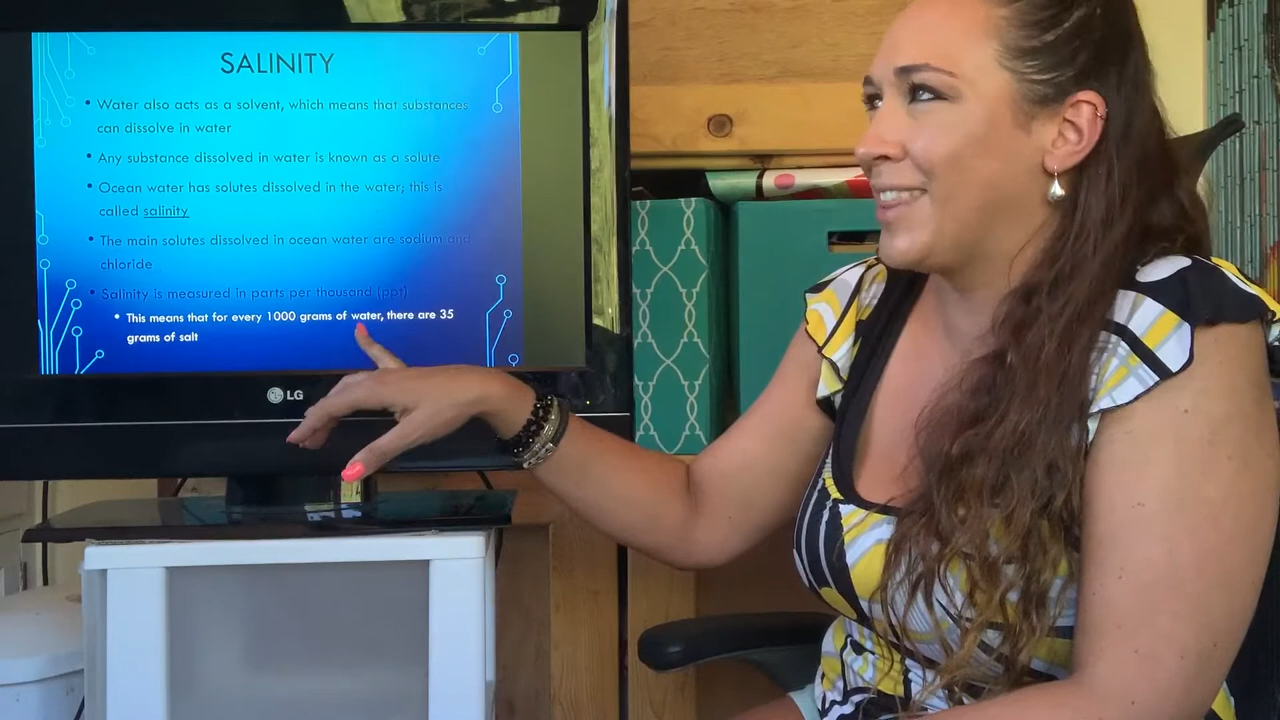 SALINITY
• Water also acts as a solvent, which means that substances
can dissolve in water
• Any substance dissolved in water is known as a solute
• Ocean water has solutes dissolved in the water; this is
called salinity
• The main solutes dissolved in ocean water are sodium and
chloride
• Salinity is measured in parts per thousand (ppt)
• This means that for every 1000 grams of water, there are 35
grams of salt
LG